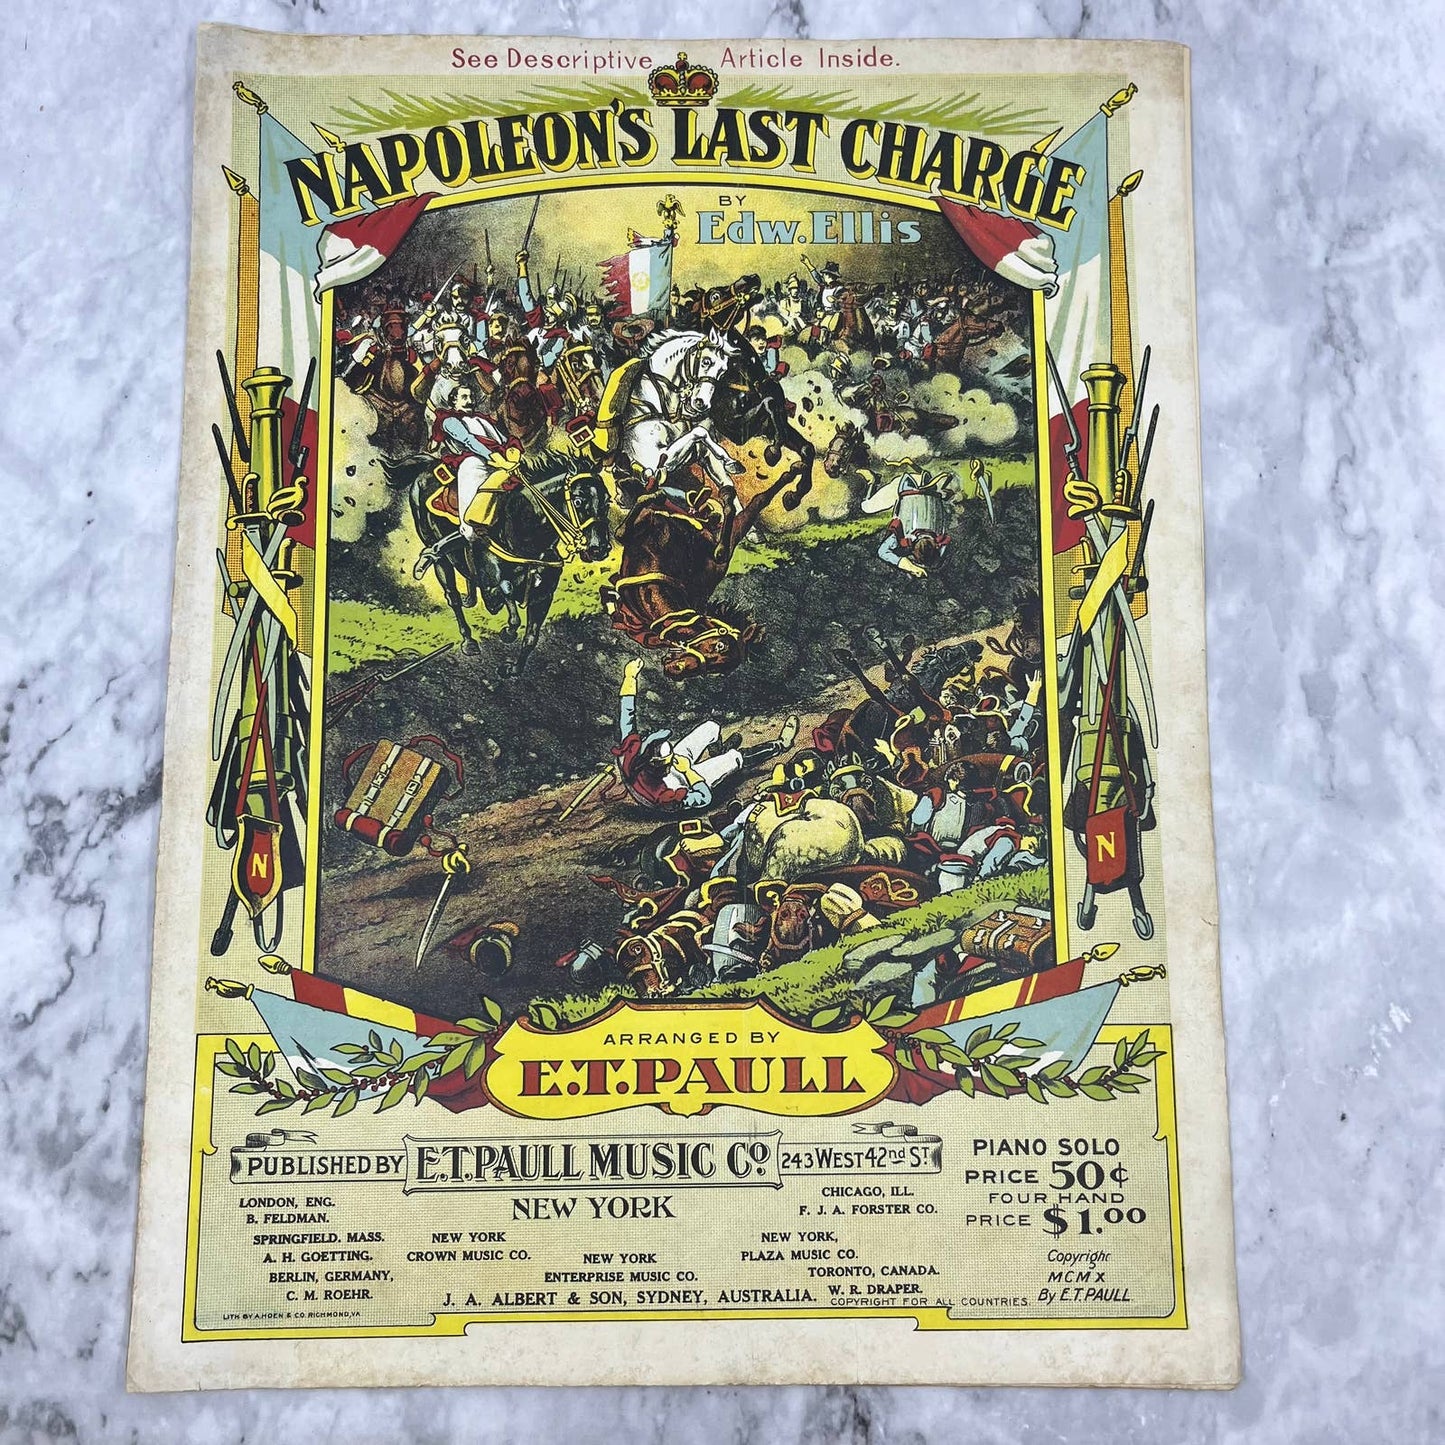 See Descriptive Article Inside.
NAPOLEON'S LAST CHARGE
BY
Edw. Ellis
N
N
ARRANGED BY
E.T. PAULL
PUBLISHED BY E.T. PAULL MUSIC Co. 243 WEST 42nd ST.
NEW YORK
LONDON, ENG.
B. FELDMAN.
SPRINGFIELD. MASS.
A. H. GOETTING.
BERLIN, GERMANY,
C. M. ROEHR.
NEW YORK
CROWN MUSIC CO.
NEW YORK
ENTERPRISE MUSIC CO.
CHICAGO, ILL.
F. J. A. FORSTER CO.
NEW YORK,
PLAZA MUSIC CO.
TORONTO, CANADA.
W. R. DRAPER.
J. A. ALBERT & SON, SYDNEY, AUSTRALIA.
COPYRIGHT FOR ALL COUNTRIES.
PIANO SOLO
PRICE 50¢
FOUR HAND
PRICE $1.00
Copyright
MCMX
By E.T. PAULL
LITH. BY A. HOEN & CO. RICHMOND, VA.